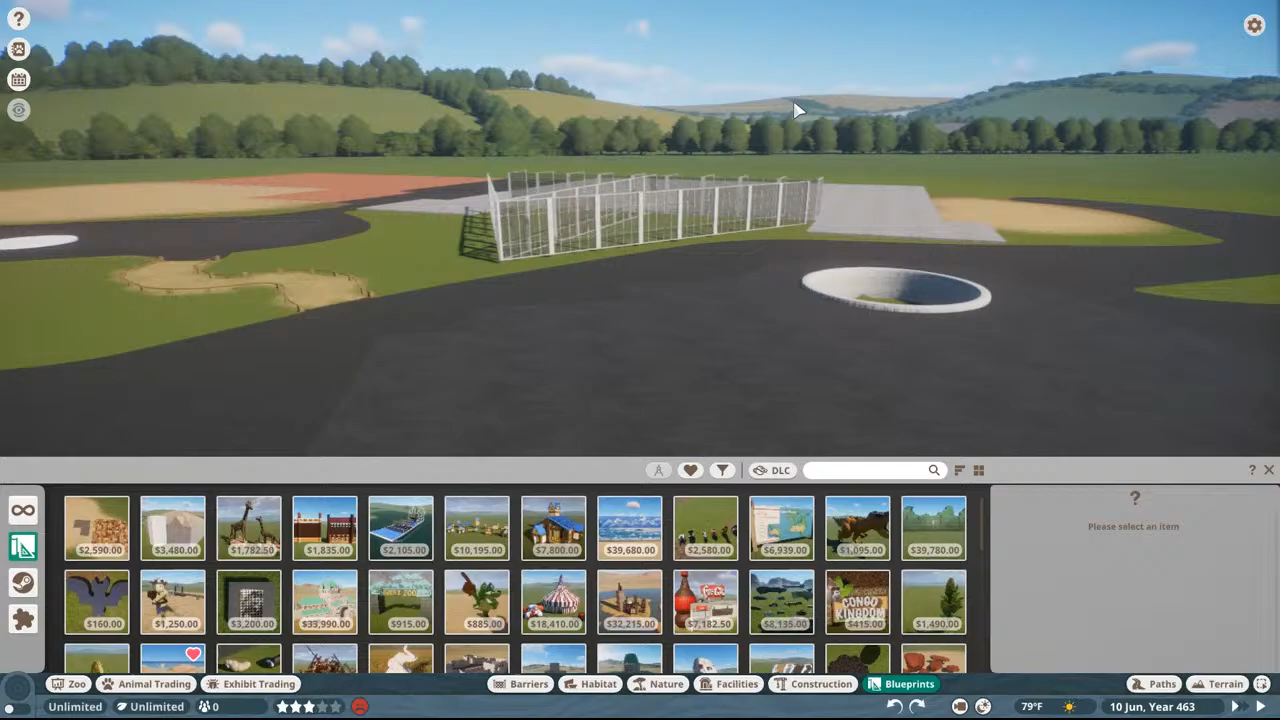 DLC
?
Please select an item
$2,590.00 $3,480.00 $1,782.50 $1,835.00 $2,105.00 $10,195.00 $7,800.00 $39,680.00 $2,580.00 $6,939.00 $1,095.00 $39,780.00
$160.00 $1,250.00 $3,200.00 $33,990.00 $915.00 $885.00 $18,410.00 $32,215.00 $7,182.50 $8,135.00 CONGO KINGDOM $415.00 $1,490.00
Zoo Animal Trading Exhibit Trading Barriers Habitat Nature Facilities Construction Blueprints Paths Terrain
Unlimited Unlimited 0 79°F 10 Jun, Year 463